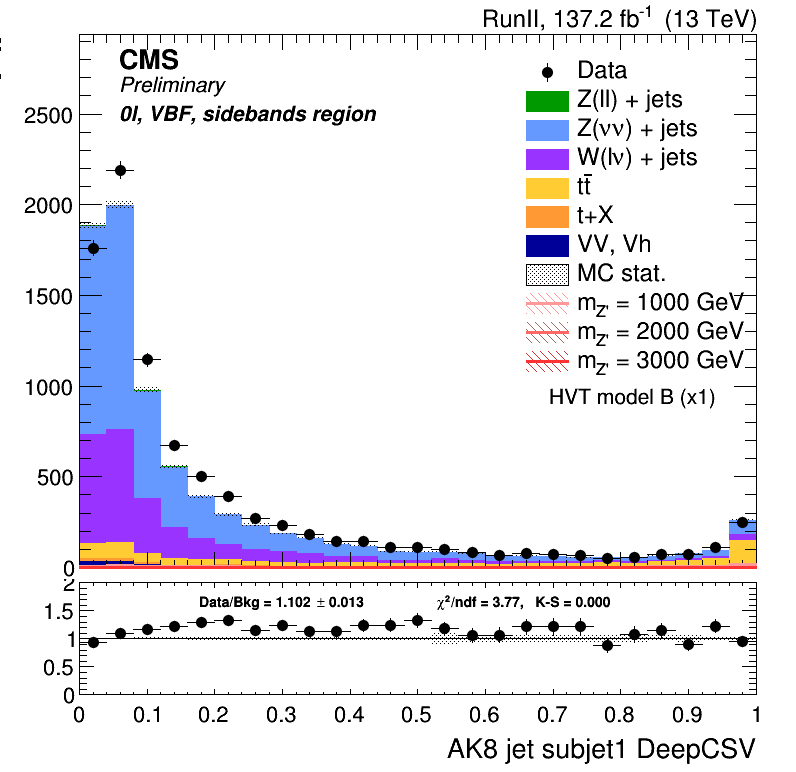 RunII, 137.2 fb⁻¹ (13 TeV)
CMS
Preliminary
0l, VBF, sidebands region
Data
Z(ll) + jets
Z(νν) + jets
W(lν) + jets
tt̄
t+X
VV, Vh
MC stat.
m_Z' = 1000 GeV
m_Z' = 2000 GeV
m_Z' = 3000 GeV
HVT model B (x1)
2500
2000
1500
1000
500
0
Data/Bkg = 1.102 ± 0.013 χ²/ndf = 3.77, K-S = 0.000
2
1.5
1
0.5
0
0 0.1 0.2 0.3 0.4 0.5 0.6 0.7 0.8 0.9 1
AK8 jet subjet1 DeepCSV